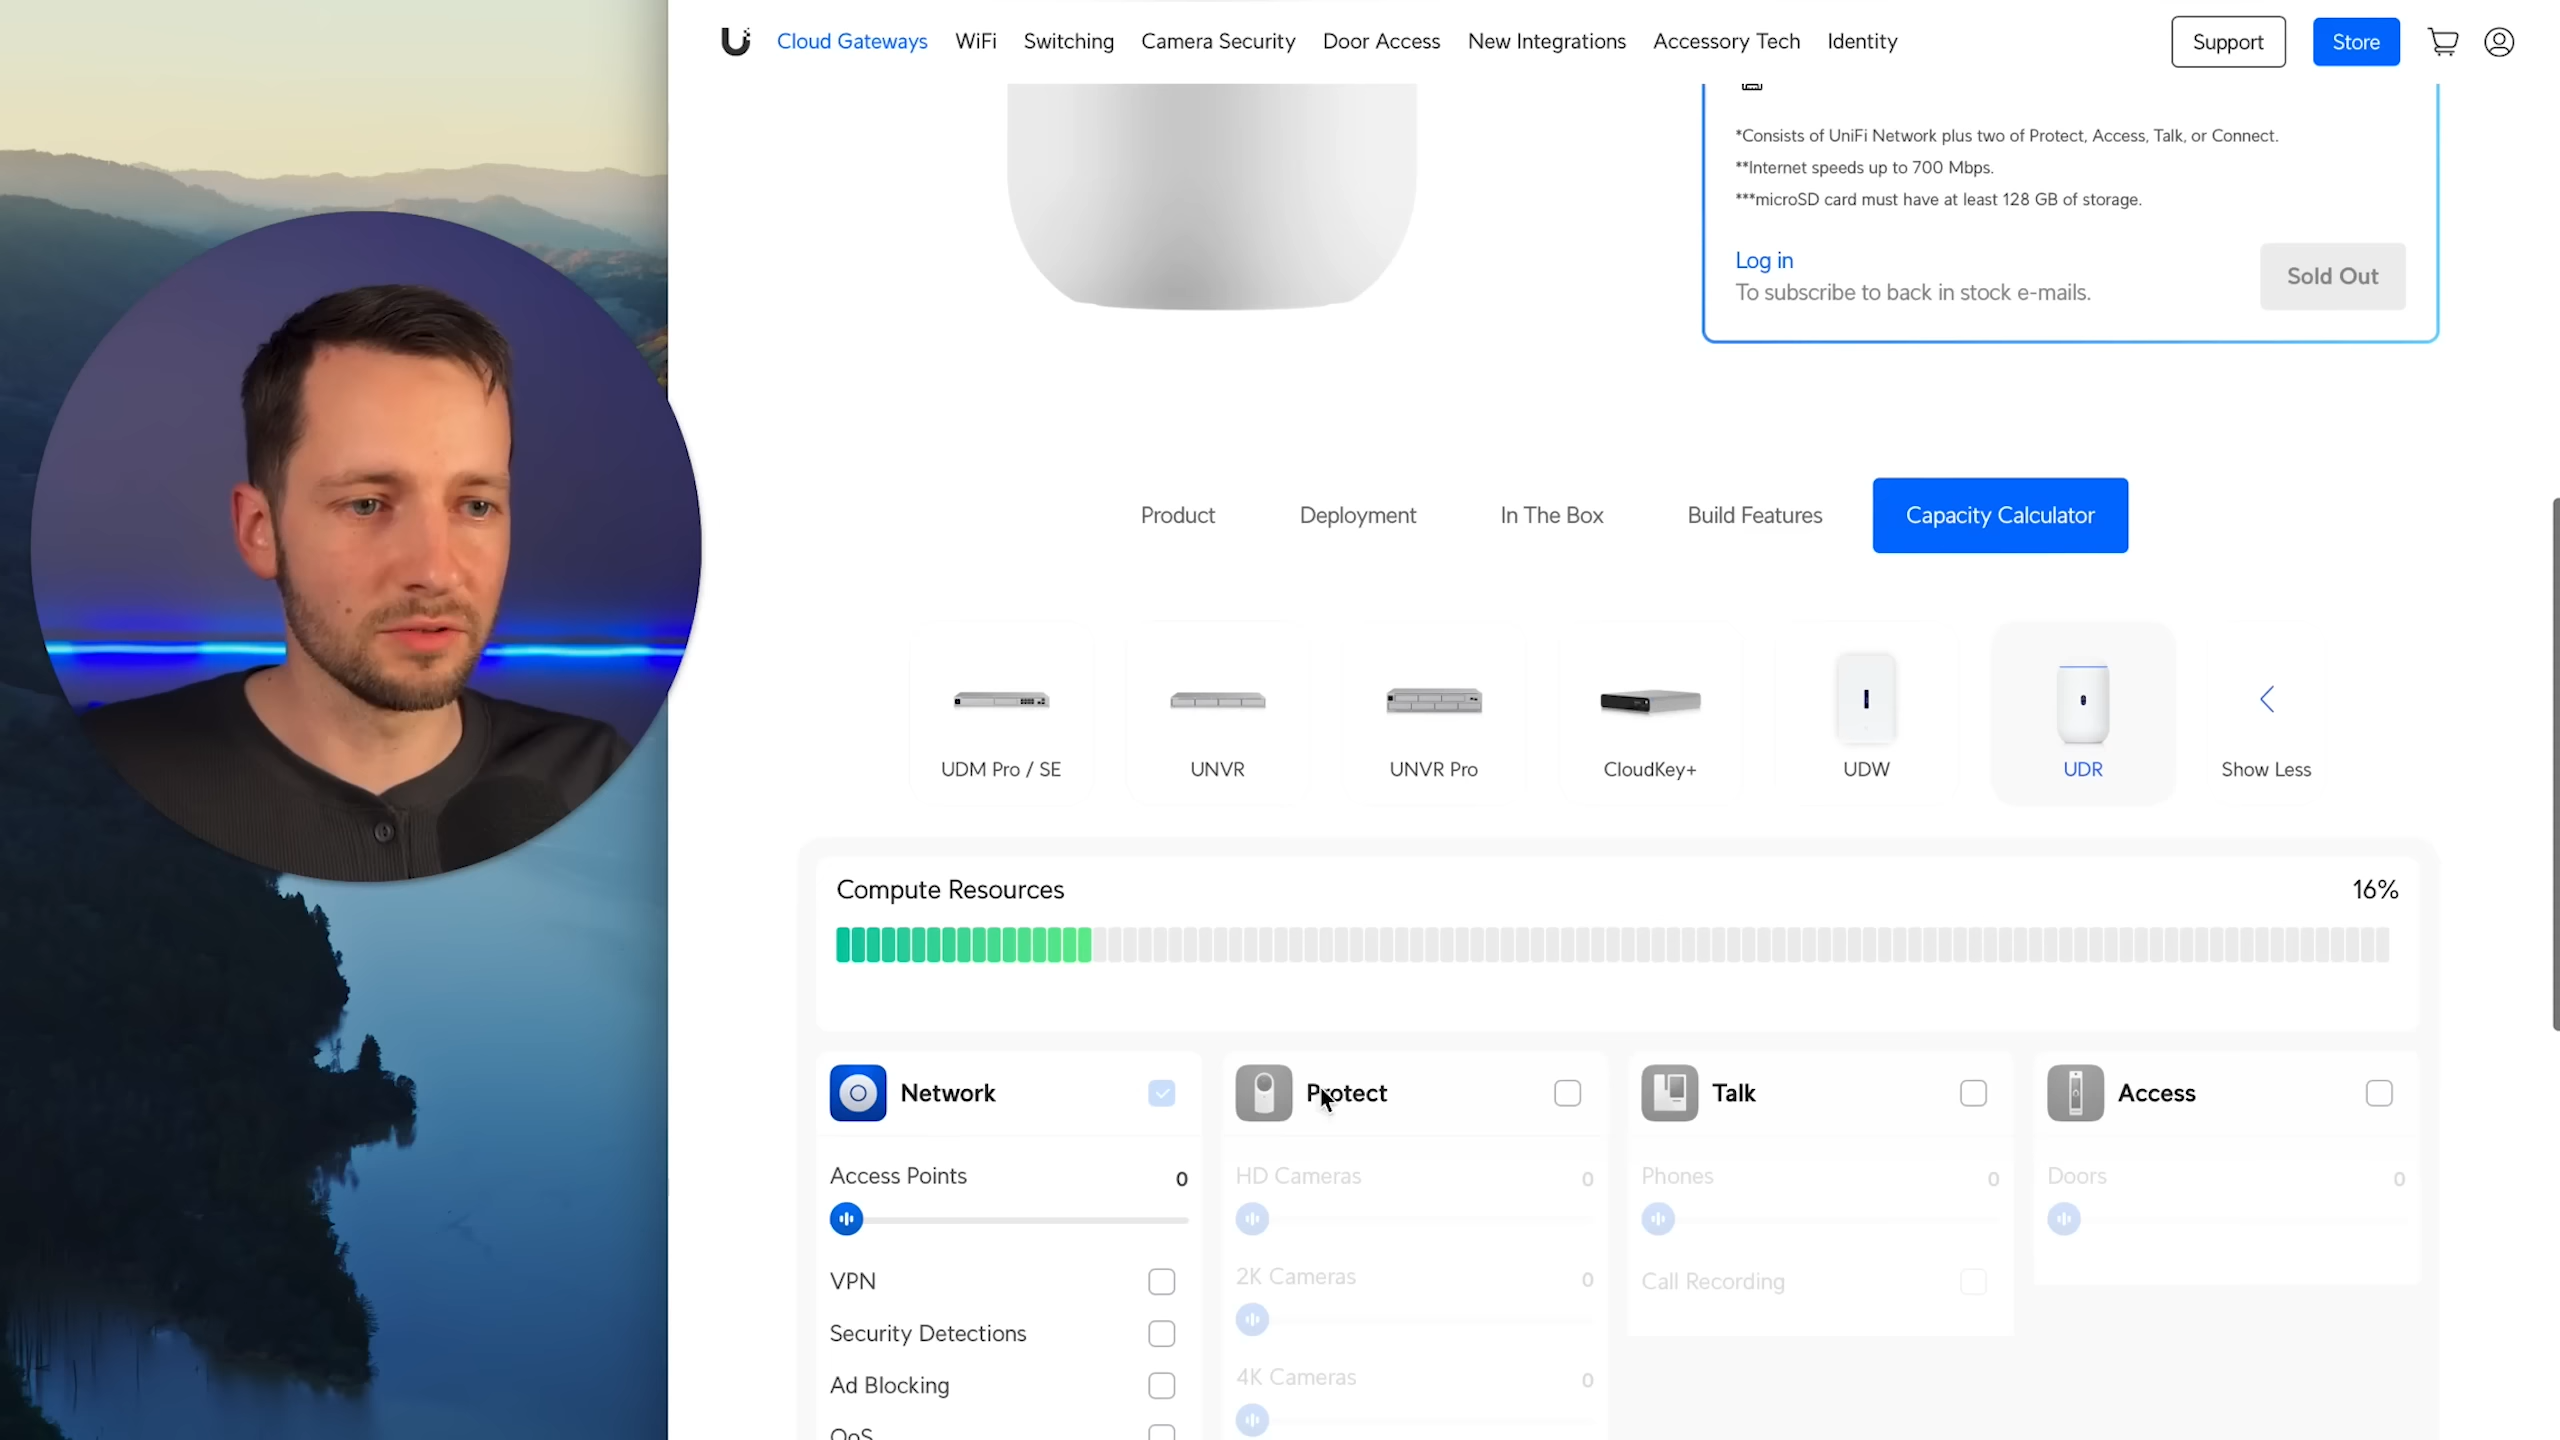 Cloud Gateways WiFi Switching Camera Security Door Access New Integrations Accessory Tech Identity Support Store
*Consists of UniFi Network plus two of Protect, Access, Talk, or Connect.
**Internet speeds up to 700 Mbps.
***microSD card must have at least 128 GB of storage.
Log in
To subscribe to back in stock e-mails.
Sold Out
Product Deployment In The Box Build Features Capacity Calculator
UDM Pro / SE UNVR UNVR Pro CloudKey+ UDW UDR Show Less
Compute Resources 16%
Network Protect Talk Access
Access Points 0 HD Cameras 0 Phones 0 Doors 0
VPN 2K Cameras 0 Call Recording
Security Detections
Ad Blocking 4K Cameras 0
QoS